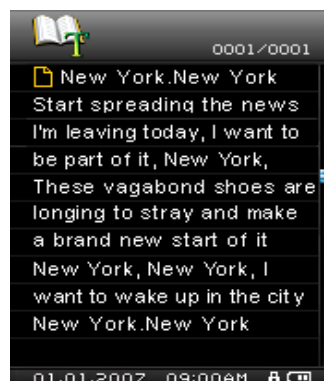 0001/0001
New York.New York
Start spreading the news
I'm leaving today, I want to
be part of it, New York,
These vagabond shoes are
longing to stray and make
a brand new start of it
New York, New York, I
want to wake up in the city
New York.New York
01.01.2007 09:00AM